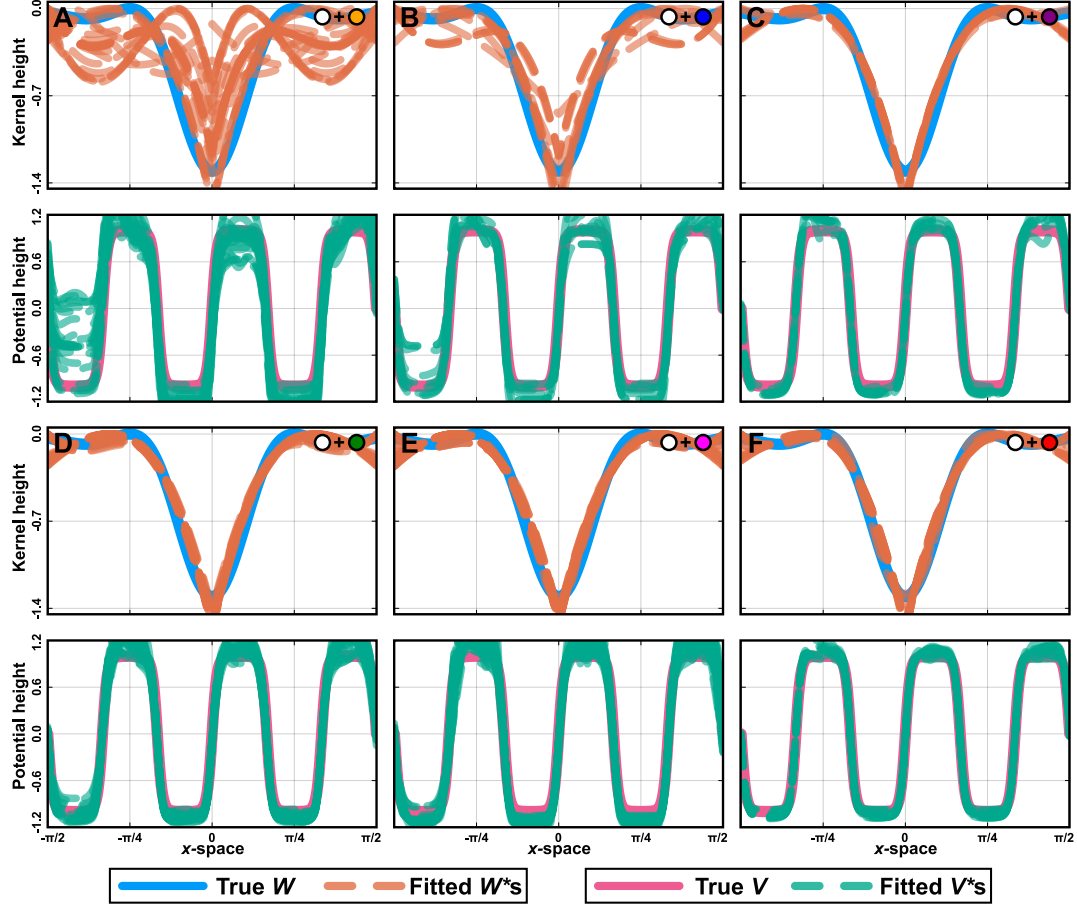 A
+
B
+
C
+
Kernel height
0.0
-0.7
-1.4
Potential height
1.2
0.6
0.0
-0.6
-1.2
D
+
E
+
F
+
Kernel height
0.0
-0.7
-1.4
Potential height
1.2
0.6
0.0
-0.6
-1.2
-π/2 -π/4 0 π/4 π/2
-π/4 0 π/4 π/2
-π/4 0 π/4 π/2
x-space x-space x-space
True W Fitted W*s True V Fitted V*s